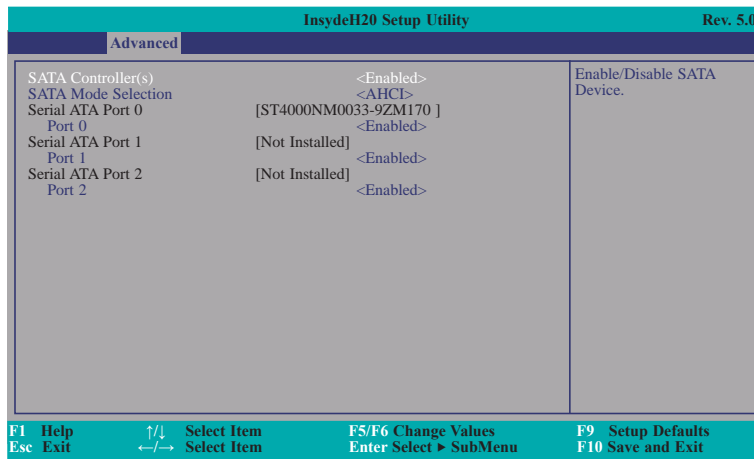 InsydeH20 Setup Utility Rev. 5.0
Advanced
SATA Controller(s) <Enabled>
SATA Mode Selection <AHCI>
Serial ATA Port 0 [ST4000NM0033-9ZM170 ]
Port 0 <Enabled>
Serial ATA Port 1 [Not Installed]
Port 1 <Enabled>
Serial ATA Port 2 [Not Installed]
Port 2 <Enabled>
Enable/Disable SATA
Device.
F1 Help ↑/↓ Select Item F5/F6 Change Values F9 Setup Defaults
Esc Exit ←/→ Select Item Enter Select ► SubMenu F10 Save and Exit